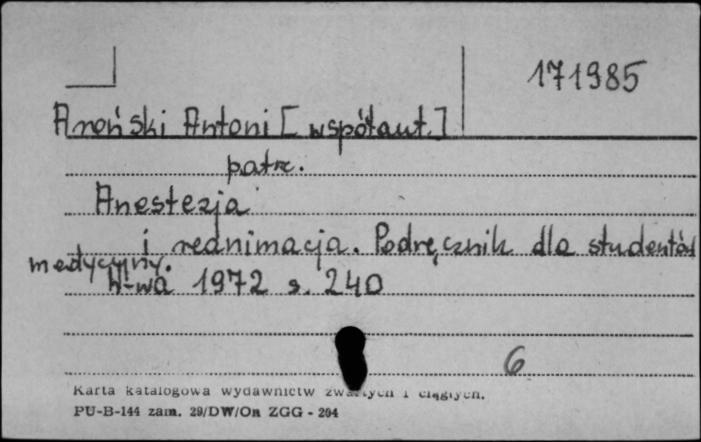 171985
Aroński Antoni [współaut.]
patrz.
Anestezja
i reanimacja. Podręcznik dla studentów
medycyny.
W-wa 1972 s. 240
6
Karta katalogowa wydawnictw zwartych i ciągłych.
PU-B-144 zam. 29/DW/On ZGG - 204